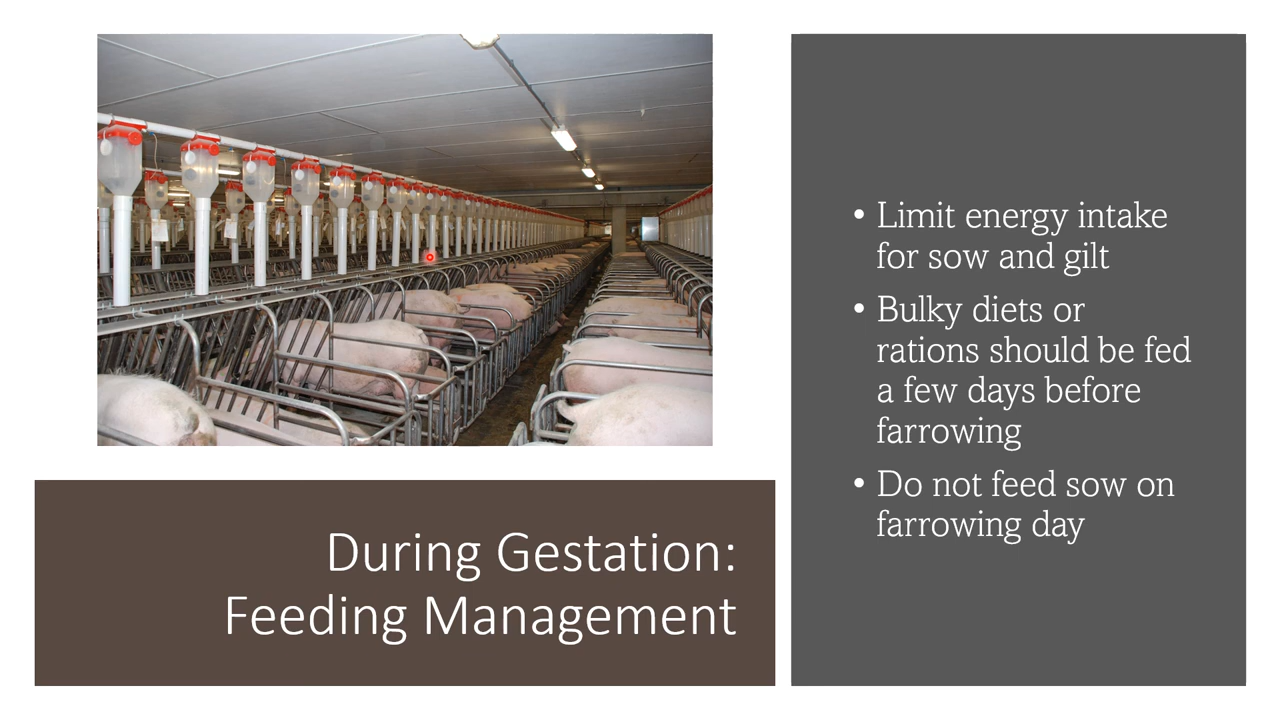 During Gestation:
Feeding Management
• Limit energy intake
for sow and gilt
• Bulky diets or
rations should be fed
a few days before
farrowing
• Do not feed sow on
farrowing day